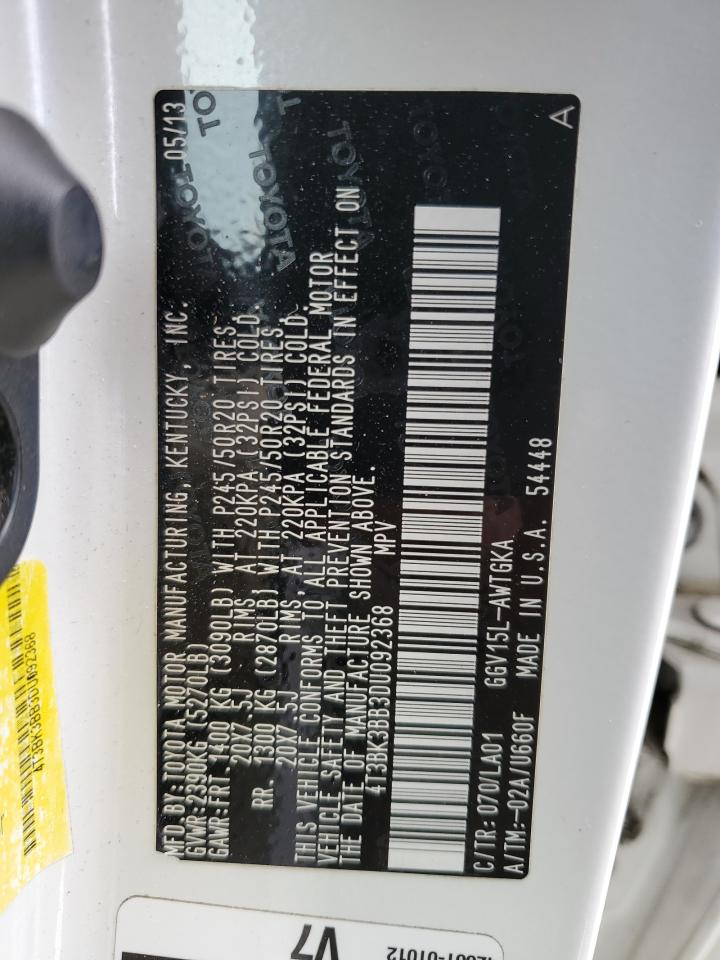 MFD BY:TOYOTA MOTOR MANUFACTURING, KENTUCKY, INC. 05/13
GVWR:2390KG (5270LB)
GAWR:FRT 1400 KG (3090LB) WITH P245/50R20 TIRES
20X7.5J RIMS, AT 220KPA (32PSI) COLD.
RR 1300 KG (2870LB) WITH P245/50R20 TIRES
20X7.5J RIMS, AT 220KPA (32PSI) COLD.
THIS VEHICLE CONFORMS TO ALL APPLICABLE FEDERAL MOTOR
VEHICLE SAFETY AND THEFT PREVENTION STANDARDS IN EFFECT ON
THE DATE OF MANUFACTURE SHOWN ABOVE.
4T3BK3BB3DU092368 MPV
C/TR:070/LA01 GGV15L-AWTGKA
A/TM:-02A/U660F MADE IN U.S.A. 54448
A
TOYOTA
TOYOTA
TOYOTA
4T3BK3BB3DU092368
V7